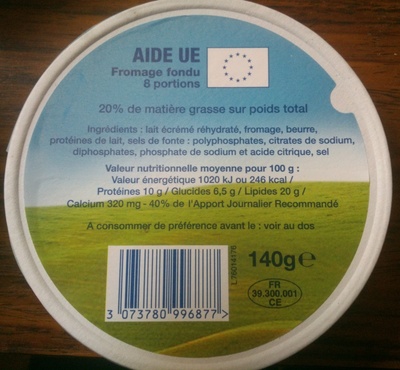 AIDE UE
Fromage fondu
8 portions
20% de matière grasse sur poids total
Ingrédients : lait écrémé réhydraté, fromage, beurre,
protéines de lait, sels de fonte : polyphosphates, citrates de sodium,
diphosphates, phosphate de sodium et acide citrique, sel
Valeur nutritionnelle moyenne pour 100 g :
Valeur énergétique 1020 kJ ou 246 kcal /
Protéines 10 g / Glucides 6,5 g / Lipides 20 g /
Calcium 320 mg - 40% de l'Apport Journalier Recommandé
A consommer de préférence avant le : voir au dos
140g℮
FR
39.300.001
CE
3 073780 996877 >